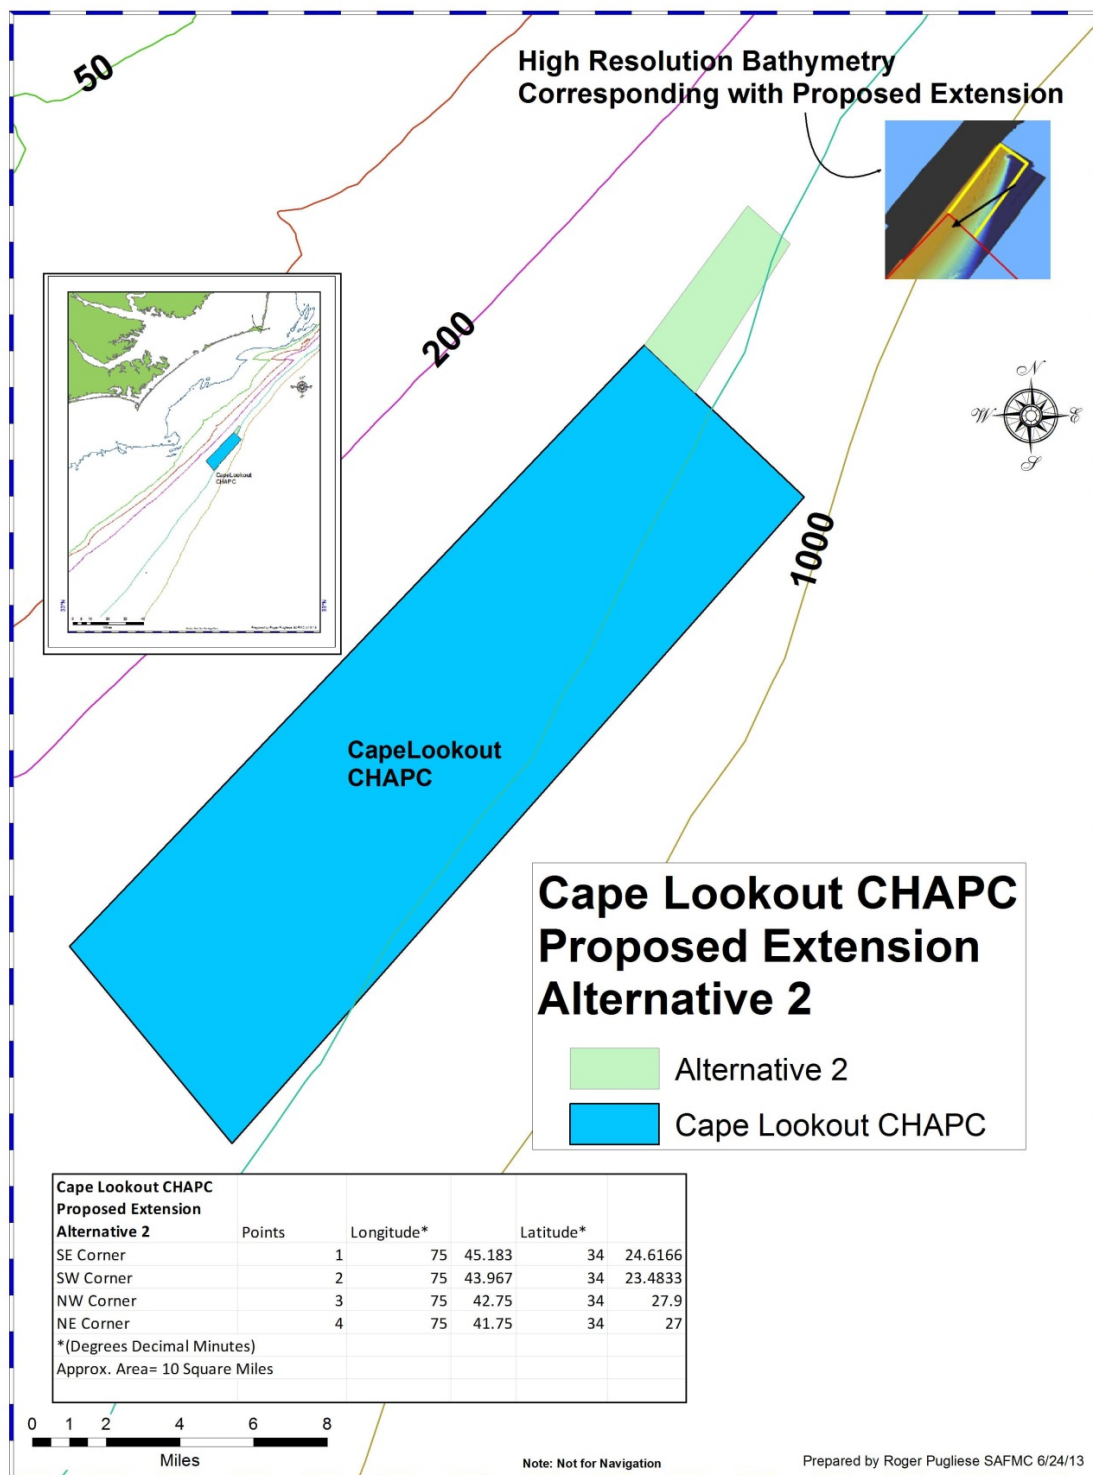 50
High Resolution Bathymetry
Corresponding with Proposed Extension
200
N
W E
S
CapeLookout
CHAPC
1000
CapeLookout
CHAPC
Cape Lookout CHAPC
Proposed Extension
Alternative 2
Alternative 2
Cape Lookout CHAPC
Cape Lookout CHAPC
Proposed Extension
Alternative 2 Points Longitude* Latitude*
SE Corner 1 75 45.183 34 24.6166
SW Corner 2 75 43.967 34 23.4833
NW Corner 3 75 42.75 34 27.9
NE Corner 4 75 41.75 34 27
*(Degrees Decimal Minutes)
Approx. Area= 10 Square Miles
0 1 2 4 6 8
Miles
Note: Not for Navigation
Prepared by Roger Pugliese SAFMC 6/24/13